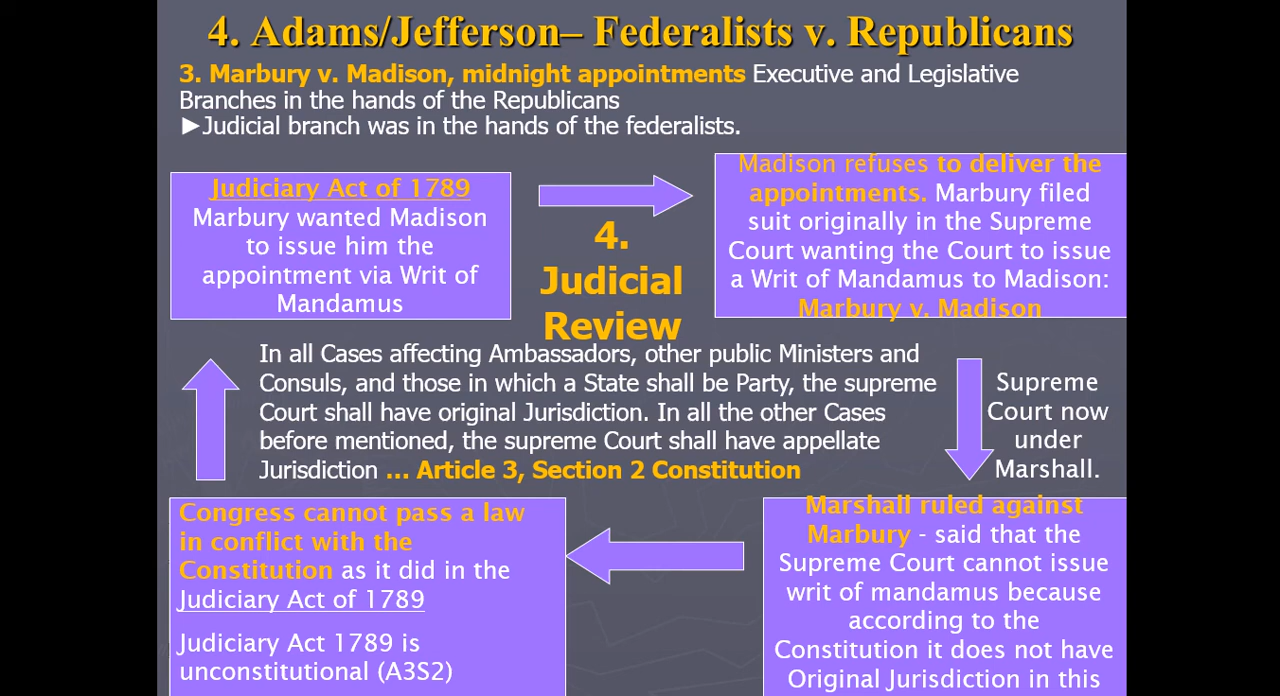 4. Adams/Jefferson– Federalists v. Republicans
3. Marbury v. Madison, midnight appointments Executive and Legislative
Branches in the hands of the Republicans
►Judicial branch was in the hands of the federalists.
Judiciary Act of 1789
Marbury wanted Madison
to issue him the
appointment via Writ of
Mandamus
4.
Judicial
Review
Madison refuses to deliver the
appointments. Marbury filed
suit originally in the Supreme
Court wanting the Court to issue
a Writ of Mandamus to Madison:
Marbury v. Madison
In all Cases affecting Ambassadors, other public Ministers and
Consuls, and those in which a State shall be Party, the supreme
Court shall have original Jurisdiction. In all the other Cases
before mentioned, the supreme Court shall have appellate
Jurisdiction ... Article 3, Section 2 Constitution
Supreme
Court now
under
Marshall.
Congress cannot pass a law
in conflict with the
Constitution as it did in the
Judiciary Act of 1789
Judiciary Act 1789 is
unconstitutional (A3S2)
Marshall ruled against
Marbury - said that the
Supreme Court cannot issue
writ of mandamus because
according to the
Constitution it does not have
Original Jurisdiction in this